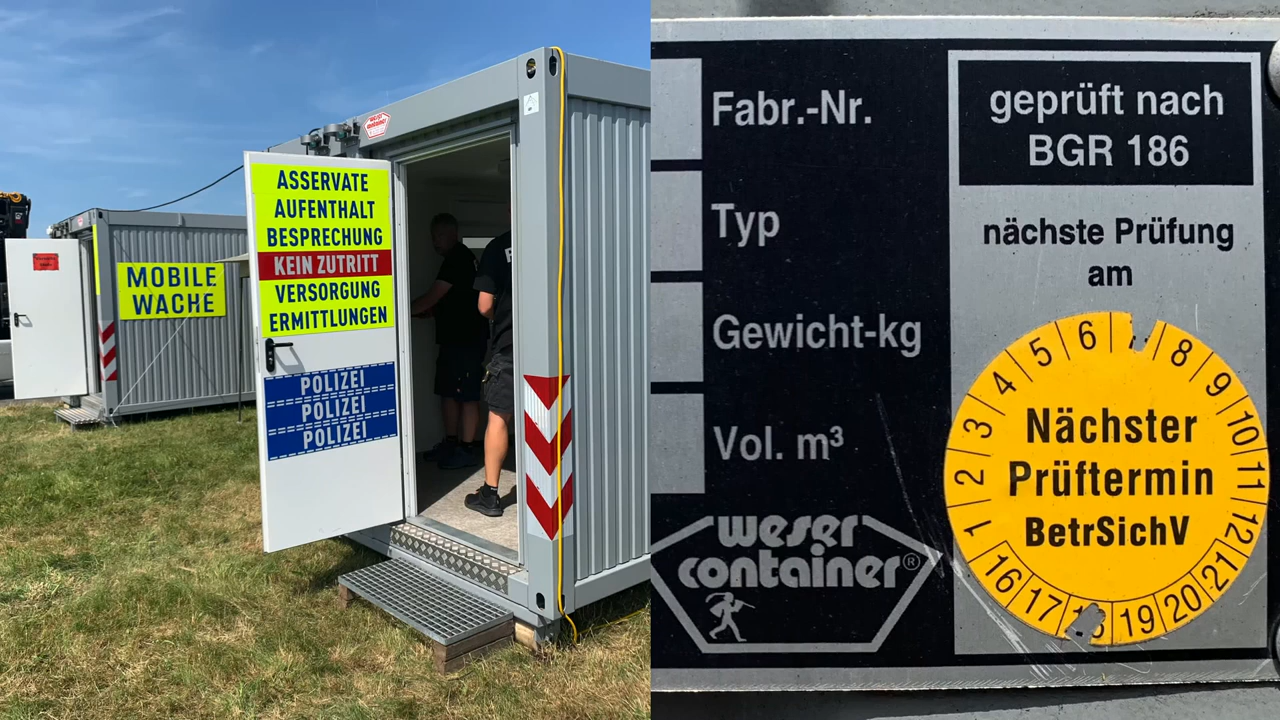 weser
container
ASSERVATE
AUFENTHALT
BESPRECHUNG
KEIN ZUTRITT
VERSORGUNG
ERMITTLUNGEN
POLIZEI
POLIZEI
POLIZEI
MOBILE
WACHE
Fabr.-Nr.
Typ
Gewicht-kg
Vol. m³
weser
container®
geprüft nach
BGR 186
nächste Prüfung
am
1 2 3 4 5 6 8 9 10 11 12
Nächster
Prüftermin
BetrSichV
16 17 19 20 21